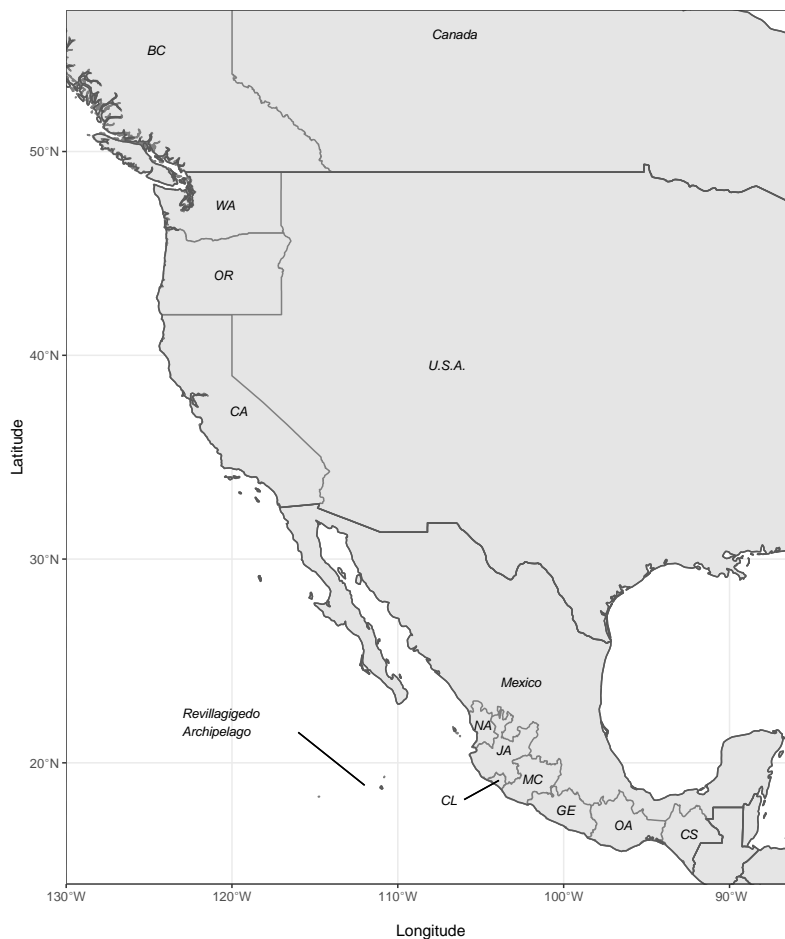 BC
Canada
50°N
WA
OR
40°N
U.S.A.
CA
Latitude
30°N
Mexico
Revillagigedo
Archipelago
NA
JA
20°N
MC
CL
GE
OA
CS
130°W
120°W
110°W
100°W
90°W
Longitude